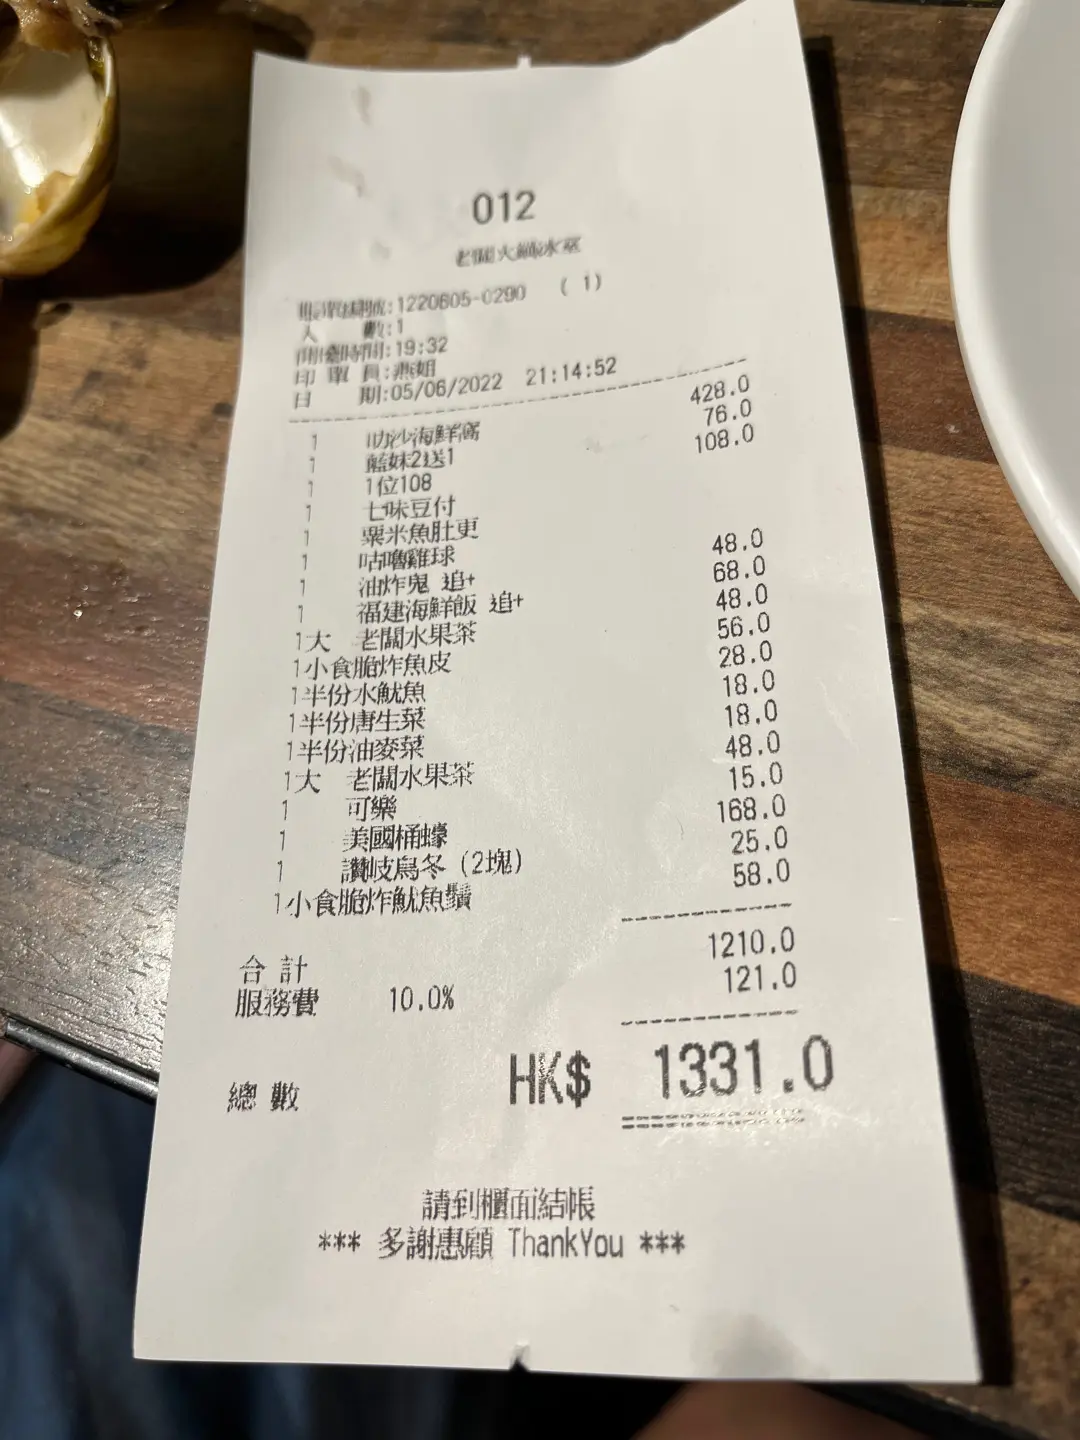 012
老闆火鍋冰室
賬單編號:1220605-0290 (1)
人 數:1
開檯時間:19:32
印單員:燕姐
日 期:05/06/2022 21:14:52
1 叻沙海鮮窩 428.0
1 藍妹2送1 76.0
1 1位108 108.0
1 七味豆付
1 粟米魚肚更
1 咕嚕雞球
1 油炸鬼 追+ 48.0
1 福建海鮮飯 追+ 68.0
1大 老闆水果茶 48.0
1小食脆炸魚皮 56.0
1半份水魷魚 28.0
1半份唐生菜 18.0
1半份油麥菜 18.0
1大 老闆水果茶 48.0
1 可樂 15.0
1 美國桶蠔 168.0
1 讚岐烏冬(2塊) 25.0
1小食脆炸魷魚鬚 58.0
合計 1210.0
服務費 10.0% 121.0
總數 HK$ 1331.0
請到櫃面結帳
*** 多謝惠顧 ThankYou ***